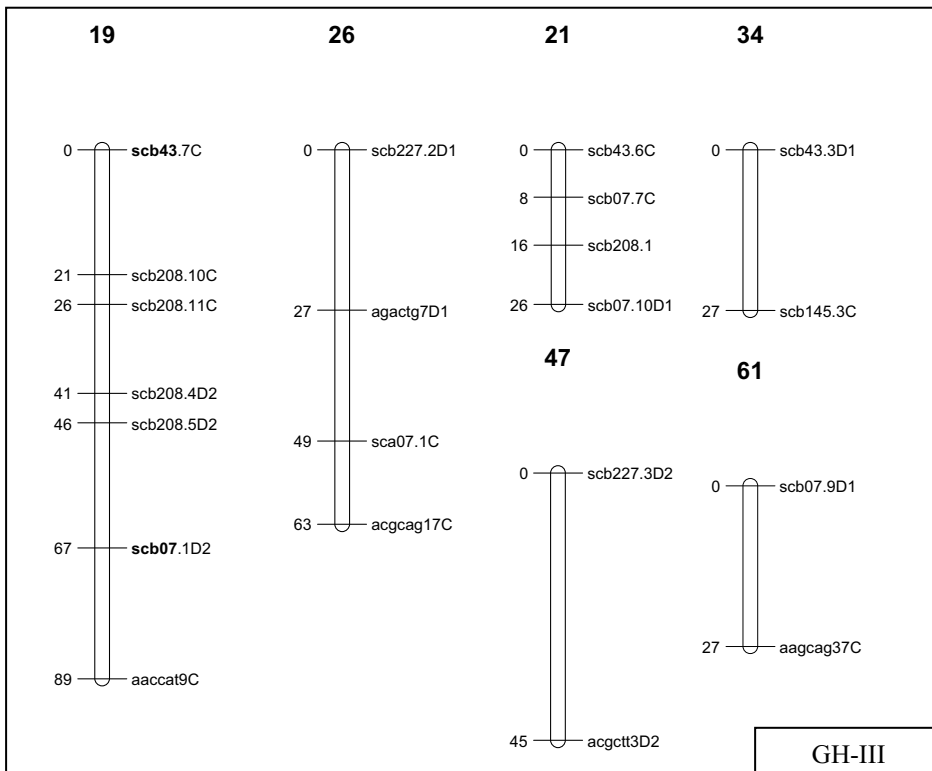 19
0 scb43.7C
21 scb208.10C
26 scb208.11C
41 scb208.4D2
46 scb208.5D2
67 scb07.1D2
89 aaccat9C
26
0 scb227.2D1
27 agactg7D1
49 sca07.1C
63 acgcag17C
21
0 scb43.6C
8 scb07.7C
16 scb208.1
26 scb07.10D1
47
0 scb227.3D2
45 acgctt3D2
34
0 scb43.3D1
27 scb145.3C
61
0 scb07.9D1
27 aagcag37C
GH-III